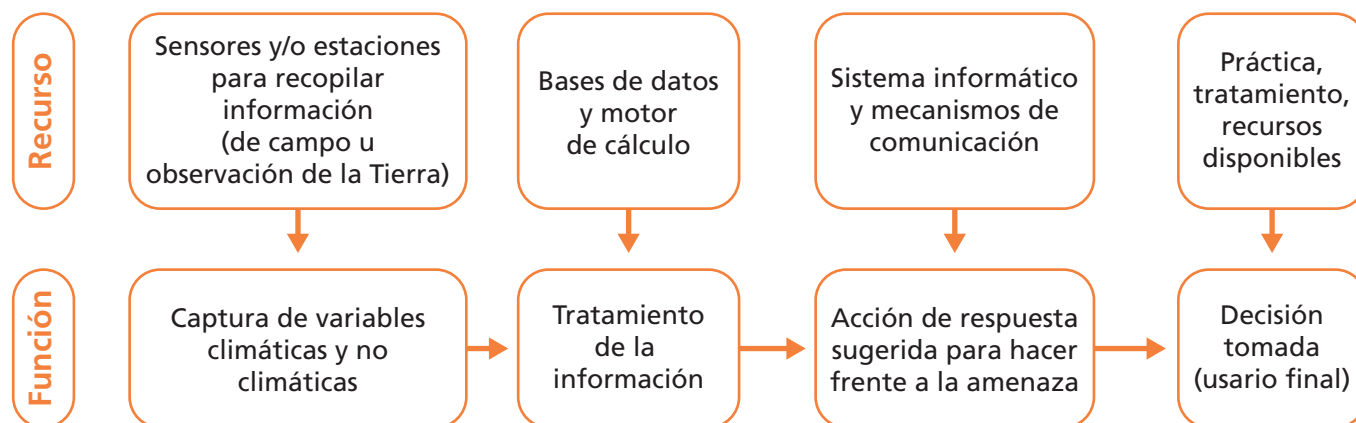 Recurso
Sensores y/o estaciones
para recopilar
información
(de campo u
observación de la Tierra)
Bases de datos
y motor
de cálculo
Sistema informático
y mecanismos de
comunicación
Práctica,
tratamiento,
recursos
disponibles
Función
Captura de variables
climáticas y no
climáticas
Tratamiento
de la
información
Acción de respuesta
sugerida para hacer
frente a la amenaza
Decisión
tomada
(usario final)